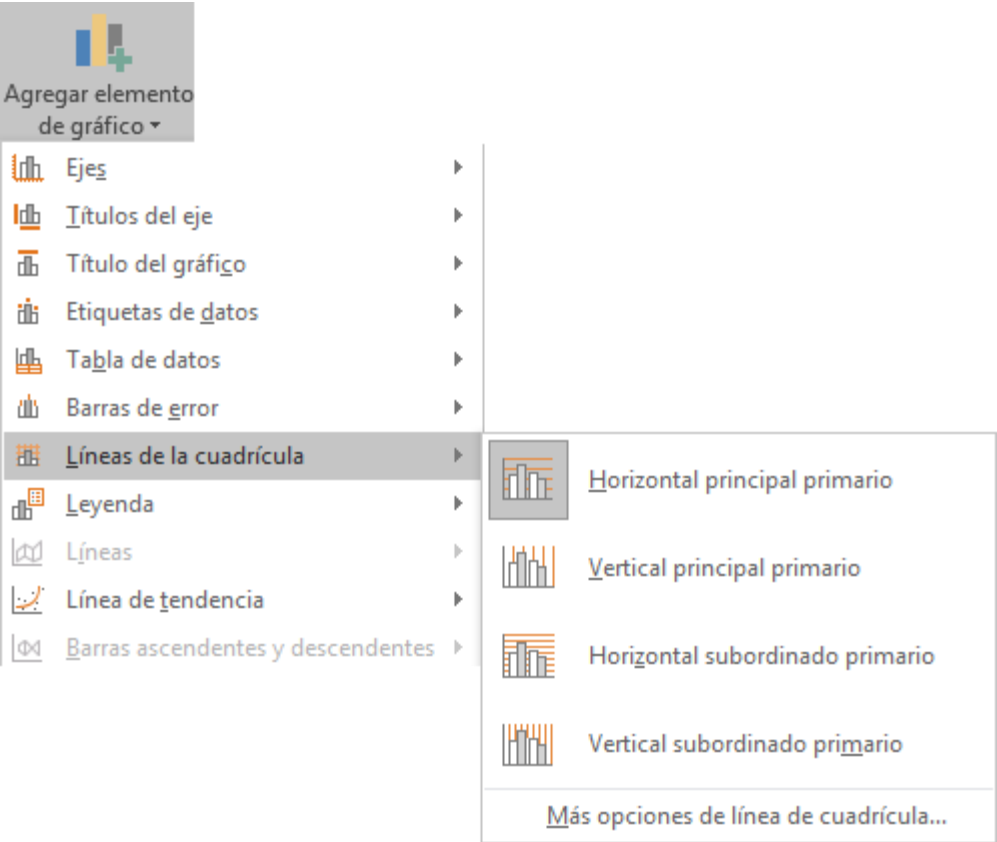 Agregar elemento
de gráfico
Ejes
Títulos del eje
Título del gráfico
Etiquetas de datos
Tabla de datos
Barras de error
Líneas de la cuadrícula
Leyenda
Líneas
Línea de tendencia
Barras ascendentes y descendentes
Horizontal principal primario
Vertical principal primario
Horizontal subordinado primario
Vertical subordinado primario
Más opciones de línea de cuadrícula...